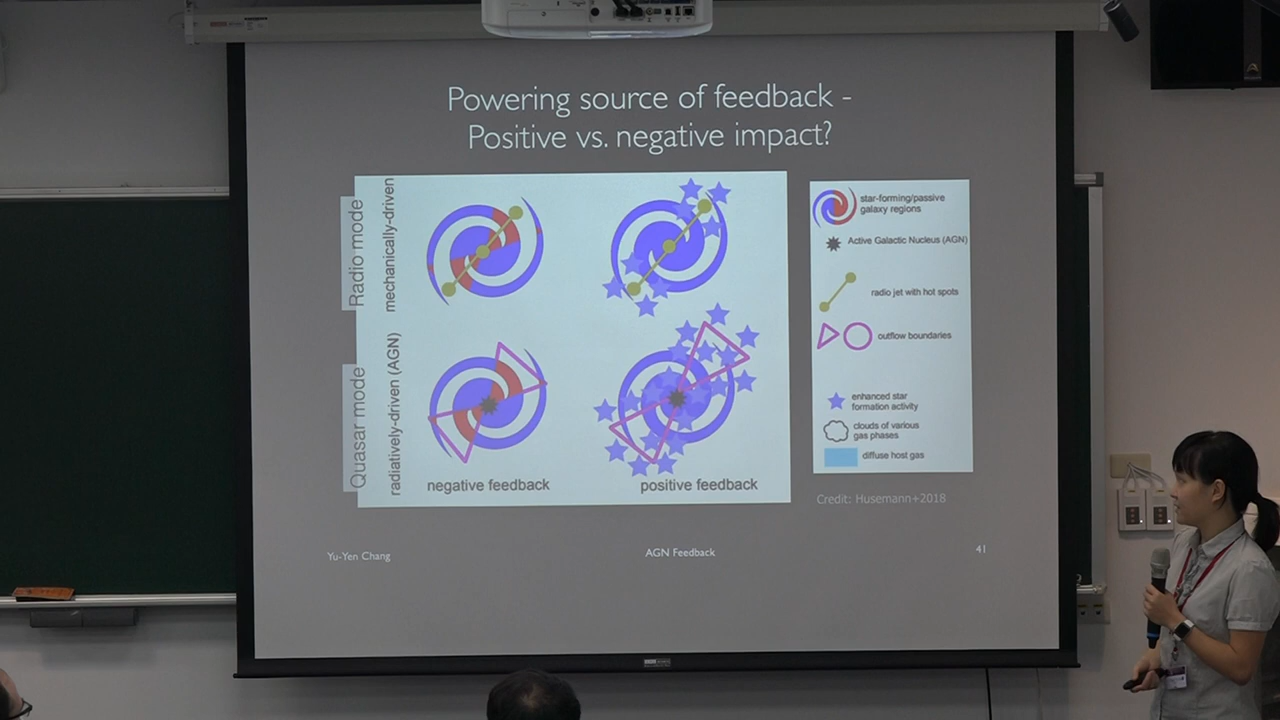 Powering source of feedback -
Positive vs. negative impact?
Radio mode
mechanically-driven
Quasar mode
radiatively-driven (AGN)
negative feedback
positive feedback
star-forming/passive
galaxy regions
Active Galactic Nucleus (AGN)
radio jet with hot spots
outflow boundaries
enhanced star
formation activity
clouds of various
gas phases
diffuse host gas
Credit: Husemann+2018
Yu-Yen Chang
AGN Feedback
41